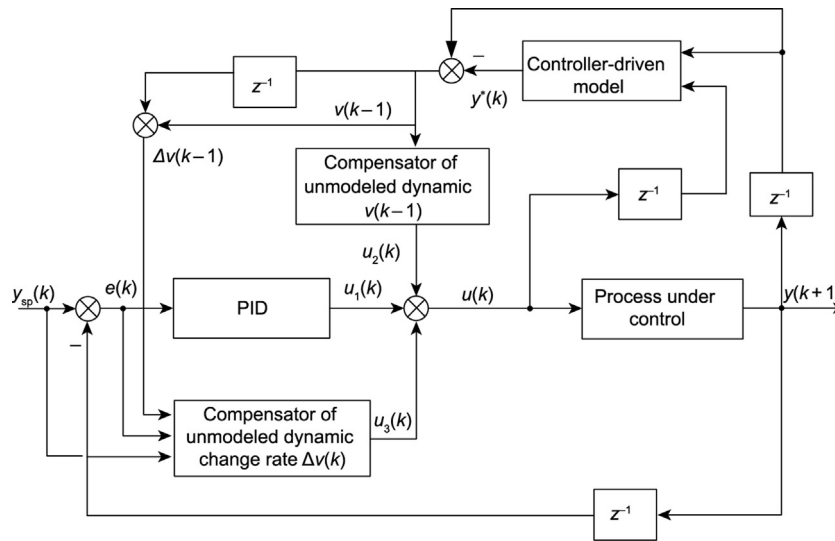 −
Controller-driven
model
z⁻¹
y*(k)
v(k−1)
Δv(k−1)
Compensator of
unmodeled dynamic
v(k−1)
z⁻¹
z⁻¹
u₂(k)
yₛₚ(k)
e(k)
PID
u₁(k)
u(k)
Process under
control
y(k+1)
−
Compensator of
unmodeled dynamic
change rate Δv(k)
u₃(k)
z⁻¹